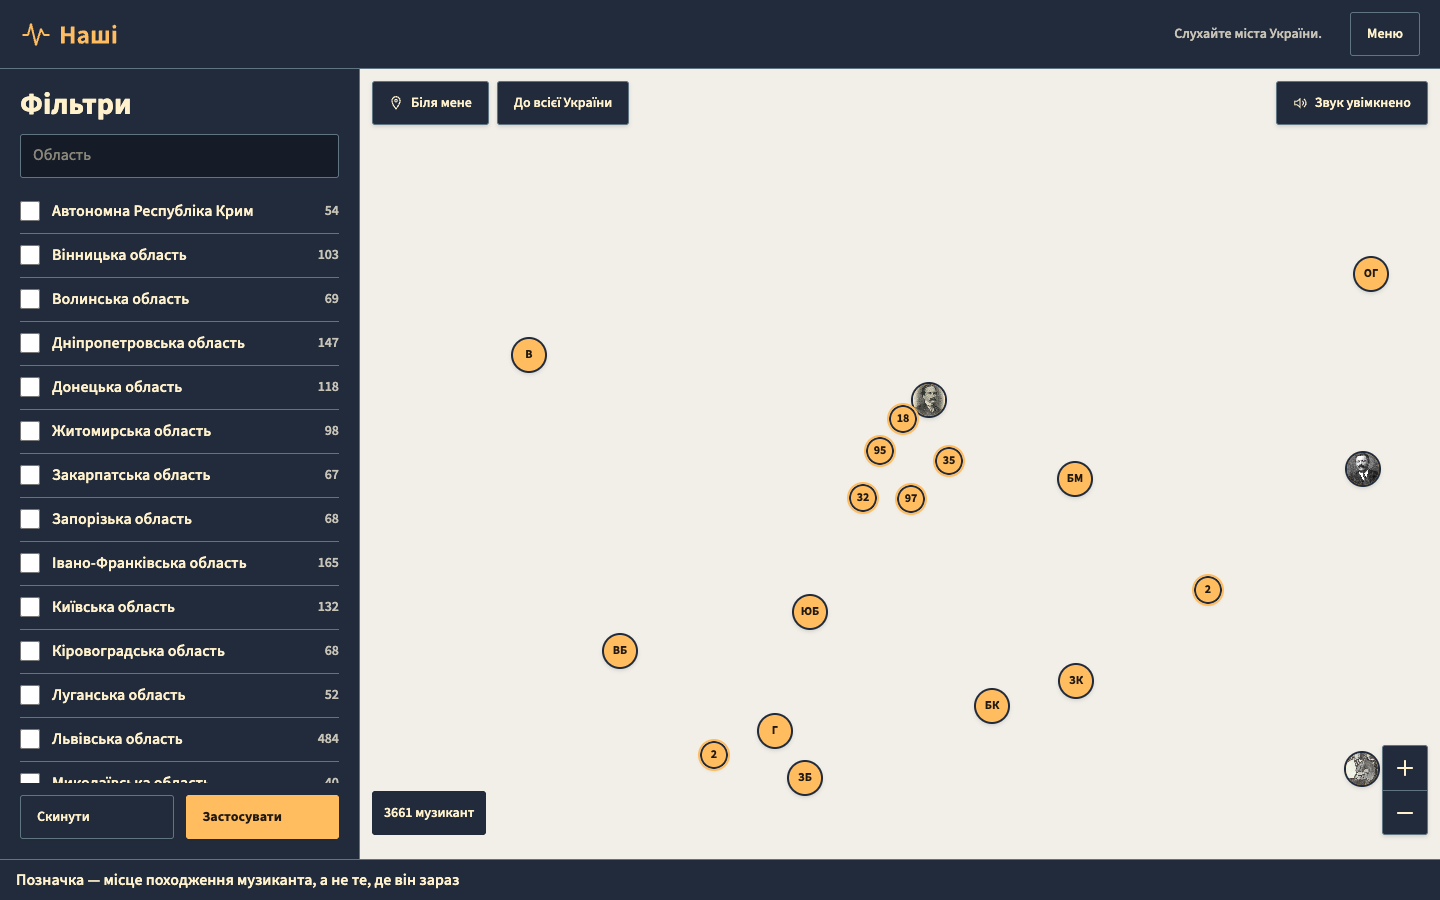 Наші
Слухайте міста України.
Меню
Фільтри
Область
Автономна Республіка Крим 54
Вінницька область 103
Волинська область 69
Дніпропетровська область 147
Донецька область 118
Житомирська область 98
Закарпатська область 67
Запорізька область 68
Івано-Франківська область 165
Київська область 132
Кіровоградська область 68
Луганська область 52
Львівська область 484
Миколаївська область 40
Скинути
Застосувати
Біля мене
До всієї України
Звук увімкнено
ОГ
В
18
95
35
32
97
БМ
2
ЮБ
ВБ
ЗК
БК
Г
2
ЗБ
3661 музикант
Позначка — місце походження музиканта, а не те, де він зараз